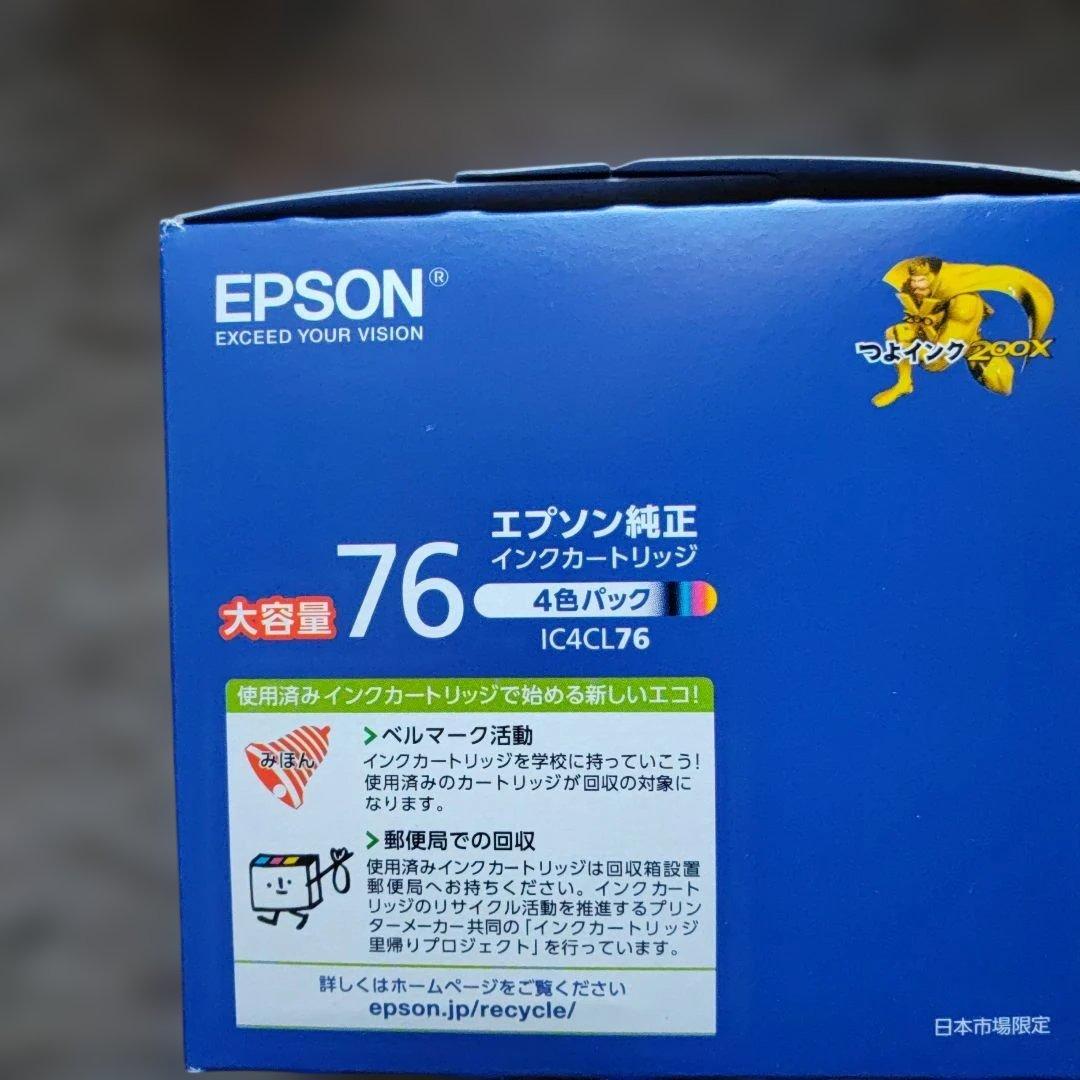 EPSON®
EXCEED YOUR VISION
つよインク200X
エプソン純正
インクカートリッジ
大容量 76
4色パック
IC4CL76
使用済みインクカートリッジで始める新しいエコ!
みほん
ベルマーク活動
インクカートリッジを学校に持っていこう!
使用済みのカートリッジが回収の対象に
なります。
郵便局での回収
使用済みインクカートリッジは回収箱設置
郵便局へお持ちください。インクカート
リッジのリサイクル活動を推進するプリン
ターメーカー共同の「インクカートリッジ
里帰りプロジェクト」を行っています。
詳しくはホームページをご覧ください
epson.jp/recycle/
日本市場限定